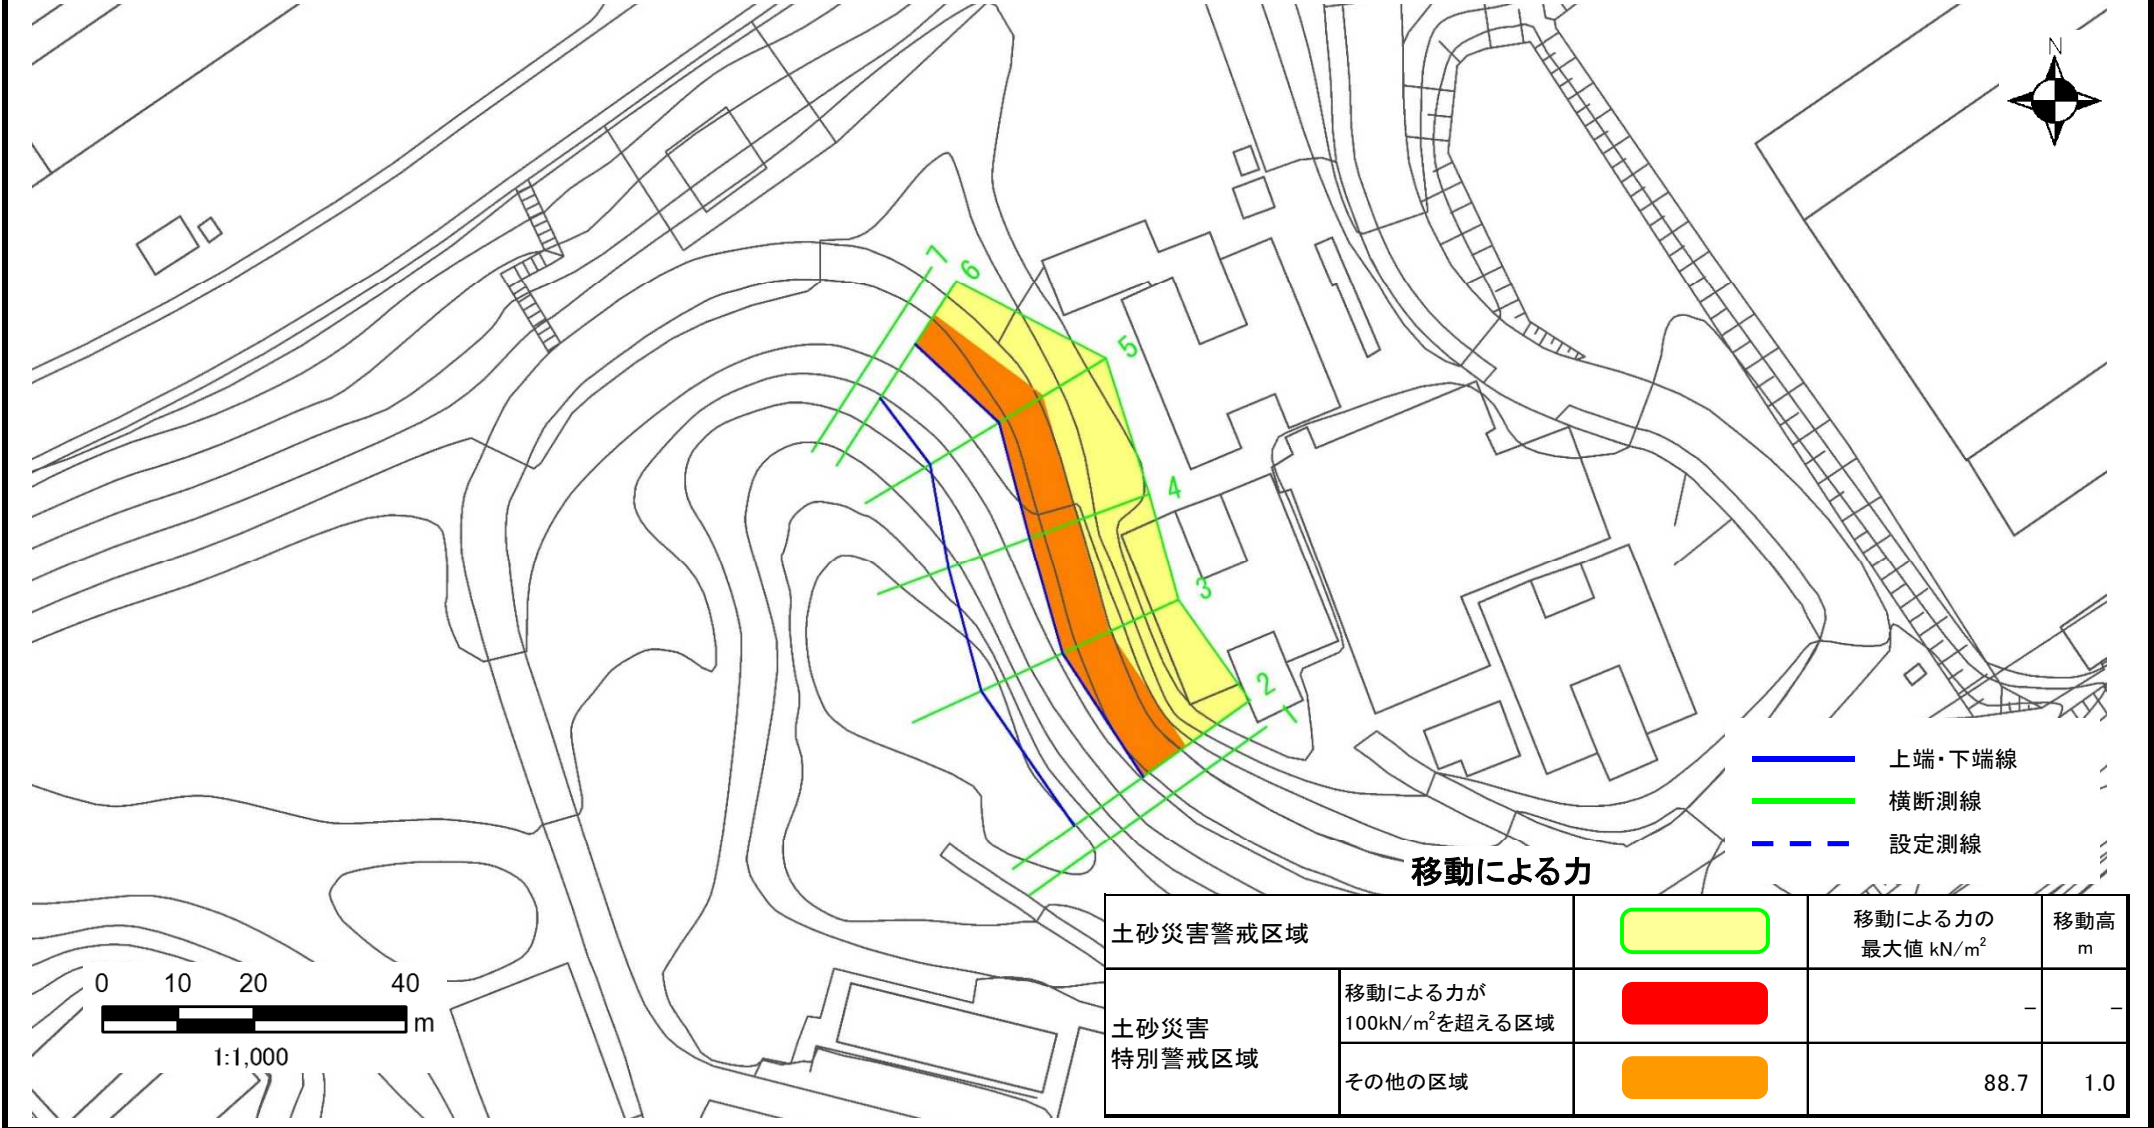 N
7
6
5
4
3
2
1
上端・下端線
横断測線
設定測線
移動による力
土砂災害警戒区域
移動による力の
最大値 kN/m²
移動高
m
土砂災害
特別警戒区域
移動による力が
100kN/m²を超える区域
–
–
その他の区域
88.7
1.0
0 10 20 40
m
1:1,000